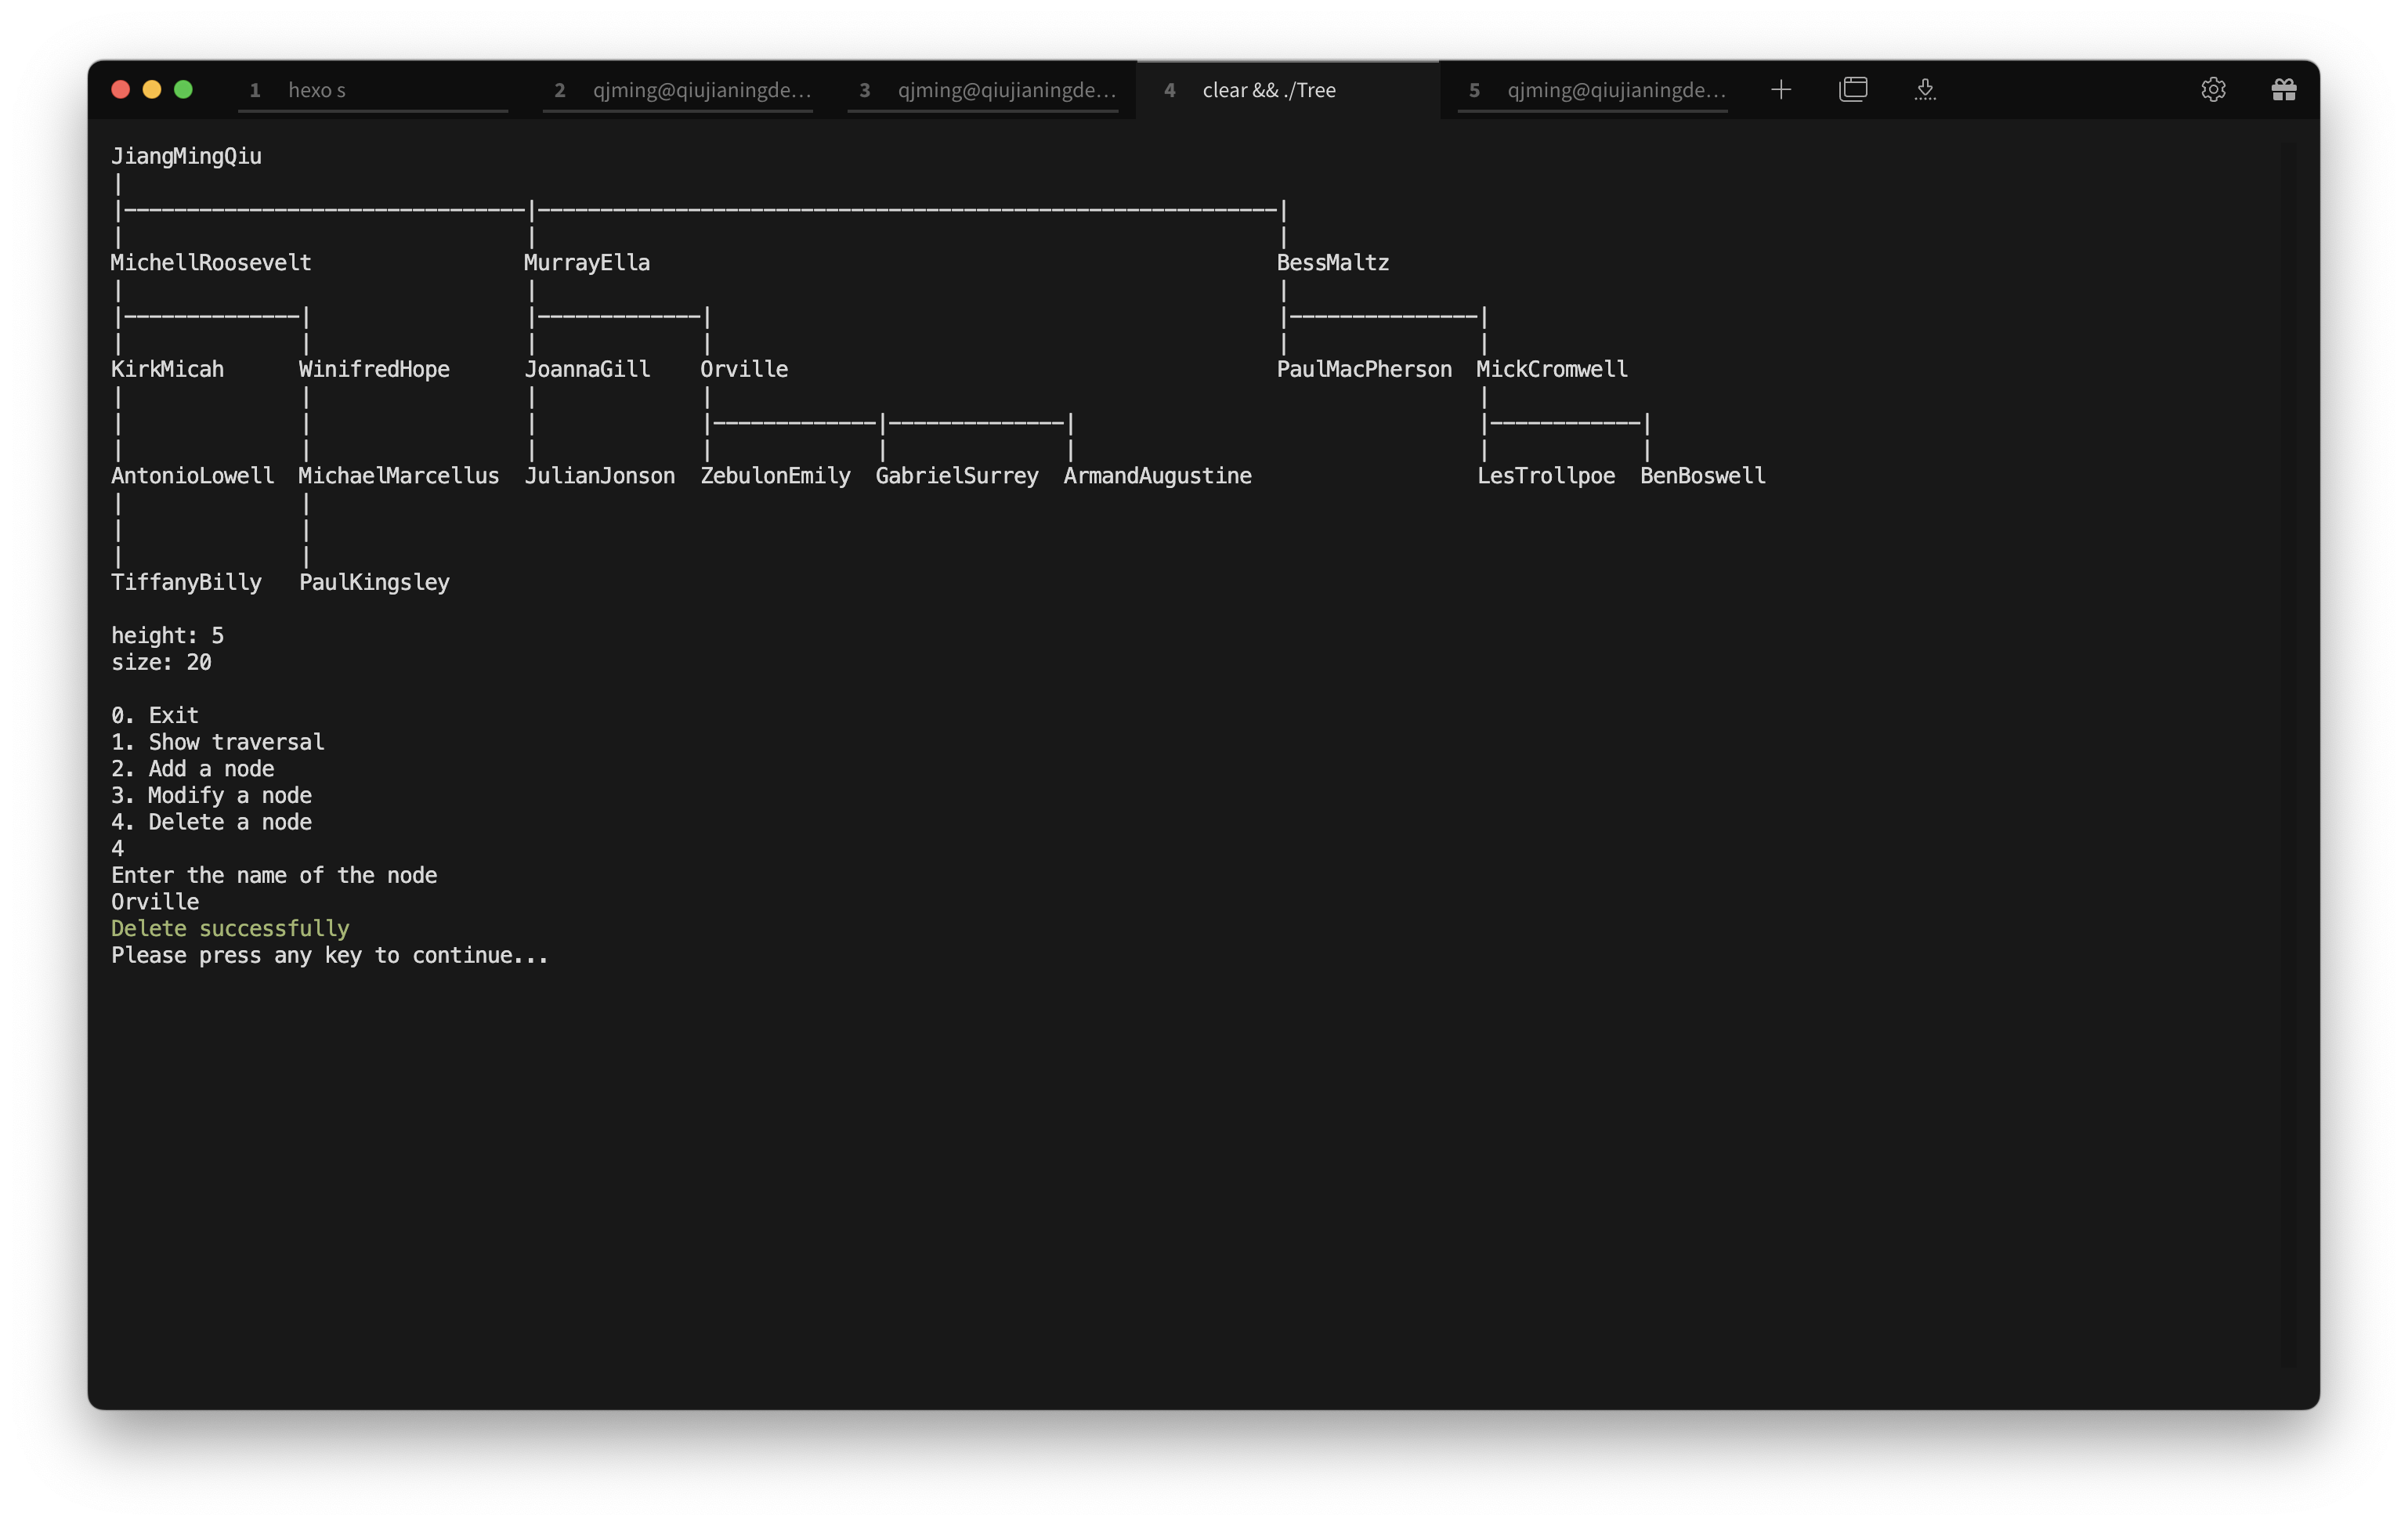 1 hexo s 2 qjming@qiujianingde... 3 qjming@qiujianingde... 4 clear && ./Tree 5 qjming@qiujianingde...
JiangMingQiu
MichellRoosevelt MurrayElla BessMaltz
KirkMicah WinifredHope JoannaGill Orville PaulMacPherson MickCromwell
AntonioLowell MichaelMarcellus JulianJonson ZebulonEmily GabrielSurrey ArmandAugustine LesTrollpoe BenBoswell
TiffanyBilly PaulKingsley
height: 5
size: 20
0. Exit
1. Show traversal
2. Add a node
3. Modify a node
4. Delete a node
4
Enter the name of the node
Orville
Delete successfully
Please press any key to continue...